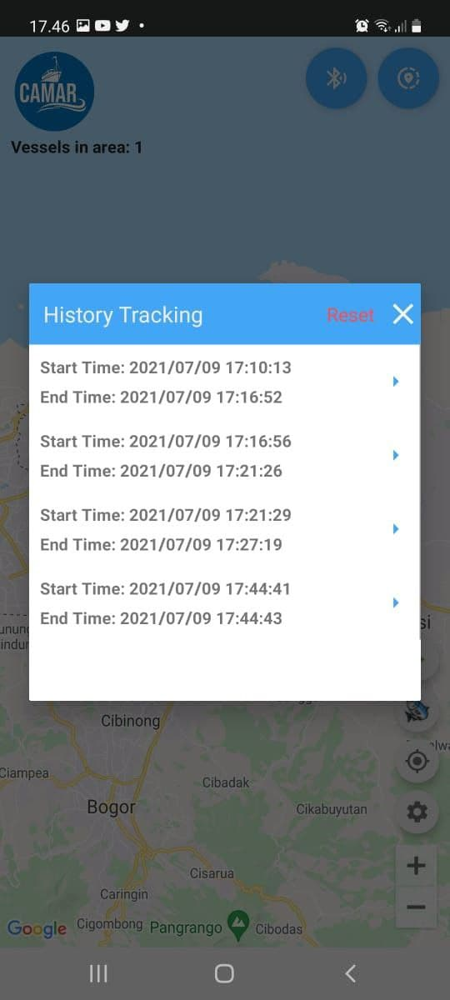 17.46
CAMAR
Vessels in area: 1
History Tracking
Reset
Start Time: 2021/07/09 17:10:13
End Time: 2021/07/09 17:16:52
Start Time: 2021/07/09 17:16:56
End Time: 2021/07/09 17:21:26
Start Time: 2021/07/09 17:21:29
End Time: 2021/07/09 17:27:19
Start Time: 2021/07/09 17:44:41
End Time: 2021/07/09 17:44:43
si
Cibinong
Ciampea
Cibadak
Bogor
Cikabuyutan
Cisarua
Caringin
Google
Cigombong
Pangrango
Cibodas